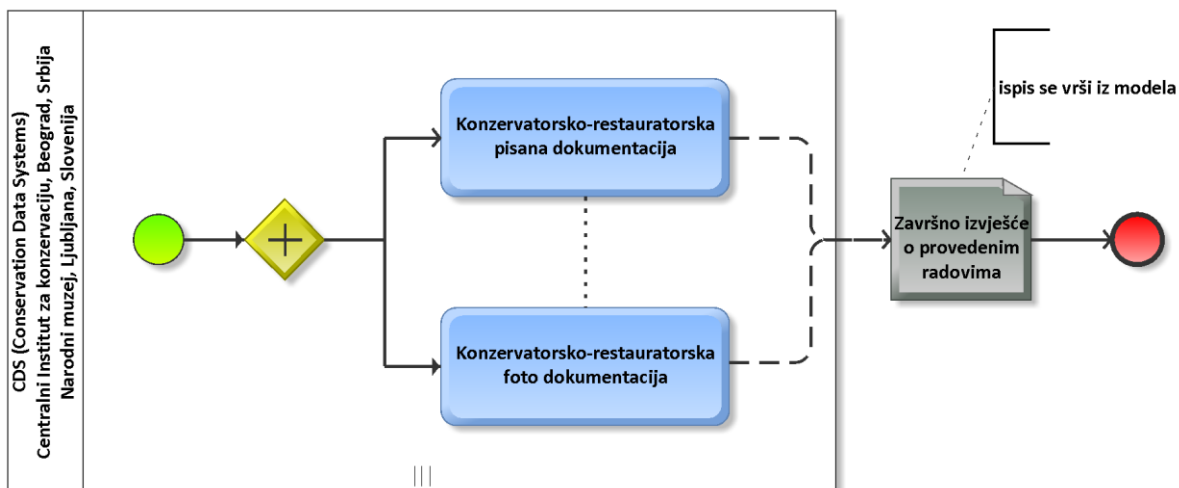 CDS (Conservation Data Systems)
Centralni Institut za konzervaciju, Beograd, Srbija
Narodni muzej, Ljubljana, Slovenija
Konzervatorsko-restauratorska
pisana dokumentacija
Konzervatorsko-restauratorska
foto dokumentacija
ispis se vrši iz modela
Završno izvješće
o provedenim
radovima